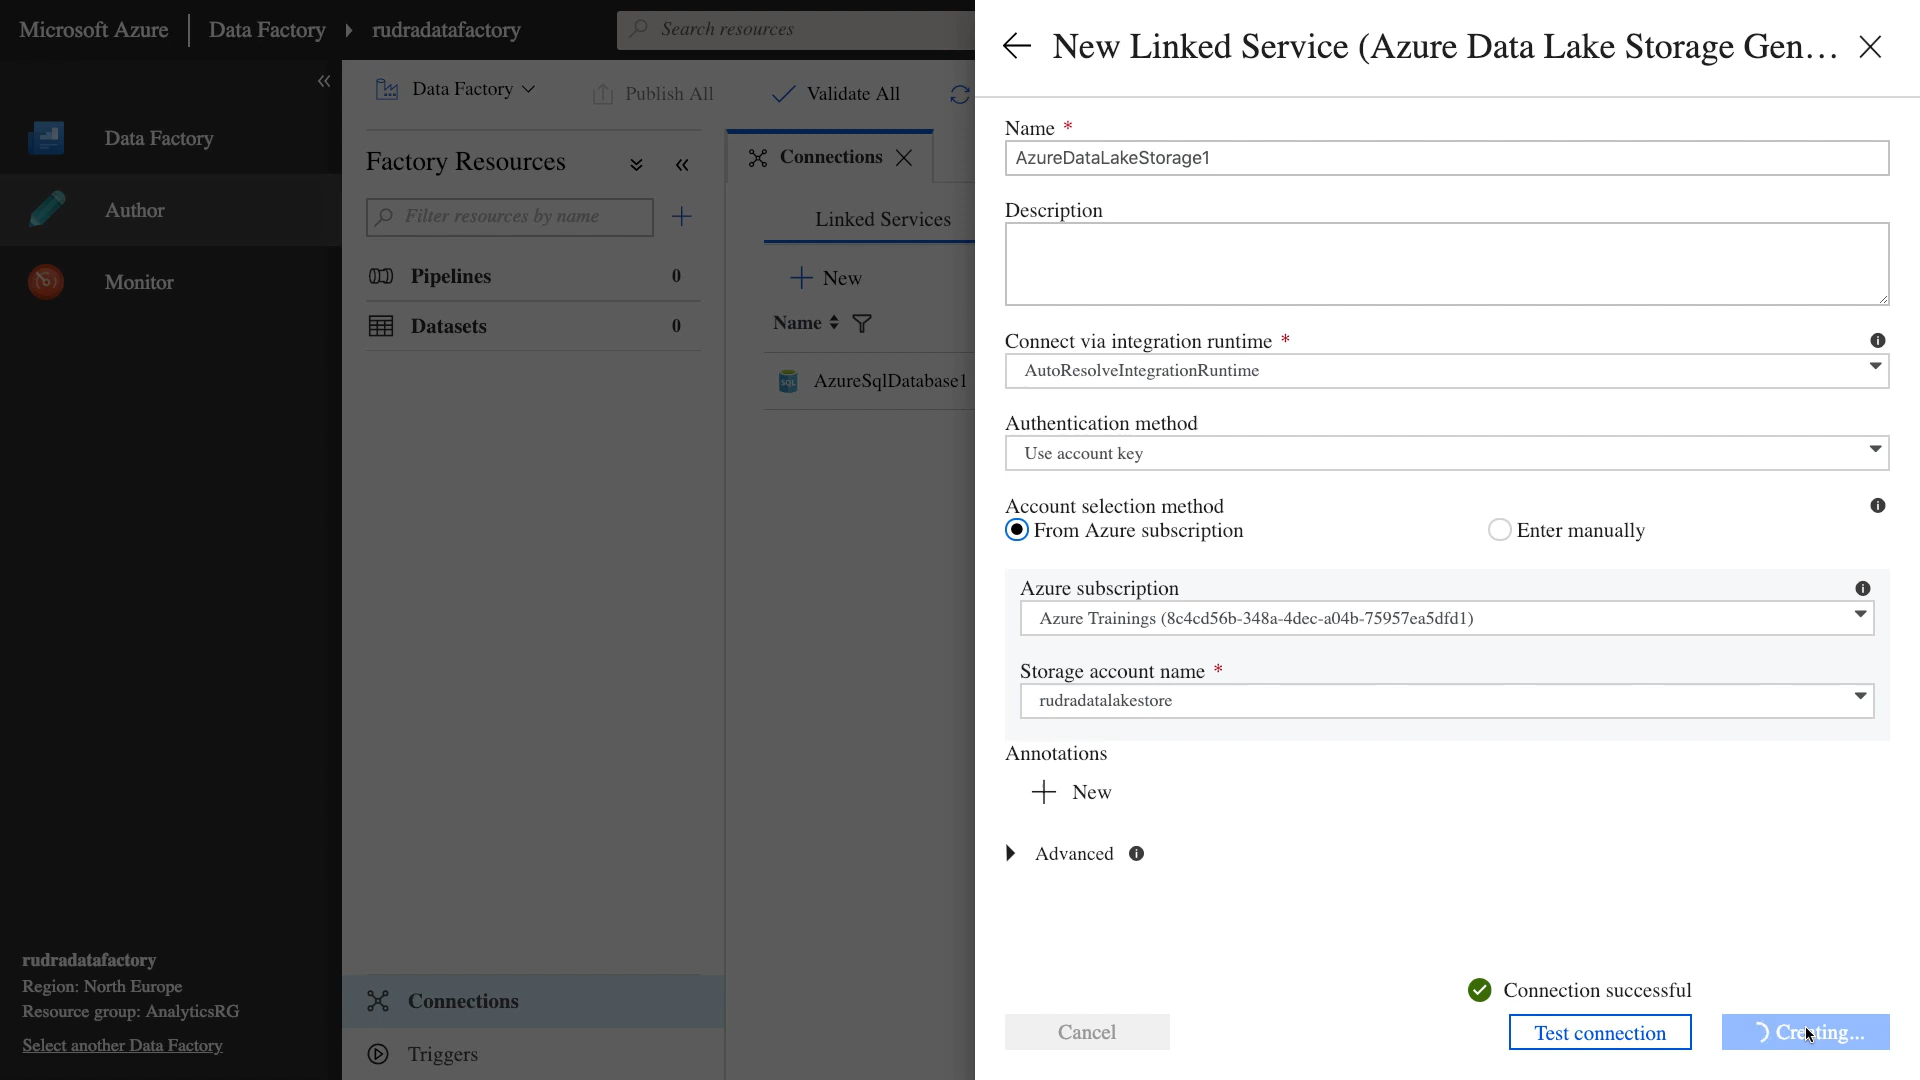 Microsoft Azure
Data Factory
rudradatafactory
Search resources
Data Factory
Author
Monitor
rudradatafactory
Region: North Europe
Resource group: AnalyticsRG
Select another Data Factory
Data Factory
Publish All
Validate All
Factory Resources
Filter resources by name
Pipelines 0
Datasets 0
Connections
Triggers
Connections
Linked Services
New
Name
SQL
AzureSqlDatabase1
New Linked Service (Azure Data Lake Storage Gen...
Name *
AzureDataLakeStorage1
Description
Connect via integration runtime *
AutoResolveIntegrationRuntime
Authentication method
Use account key
Account selection method
From Azure subscription
Enter manually
Azure subscription
Azure Trainings (8c4cd56b-348a-4dec-a04b-75957ea5dfd1)
Storage account name *
rudradatalakestore
Annotations
New
Advanced
Connection successful
Cancel
Test connection
Creating...